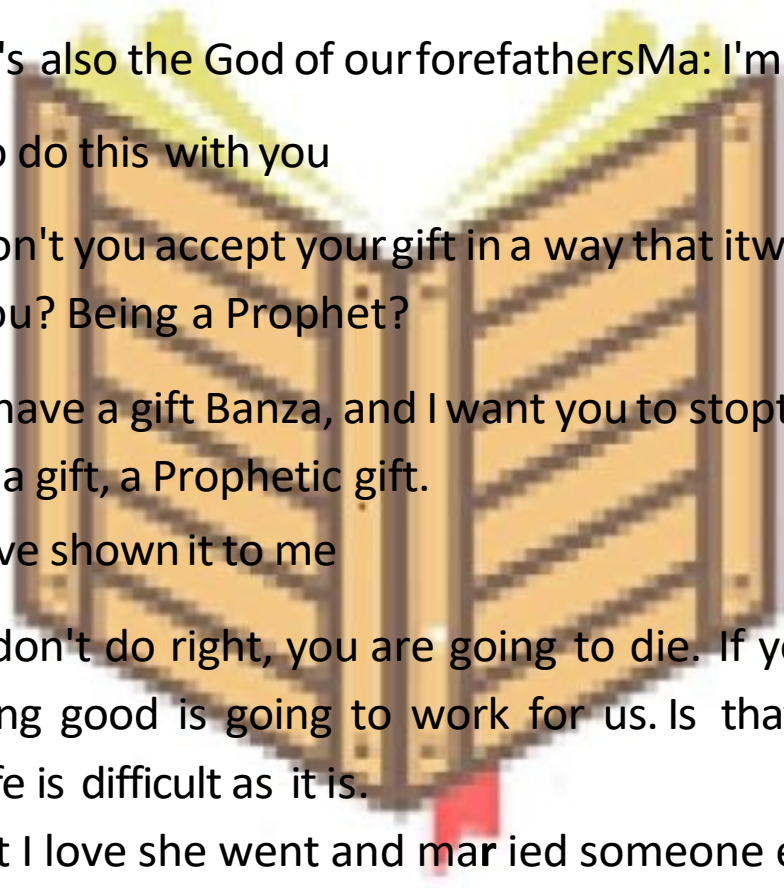 's also the God of ourforefathersMa: I'm
do this with you
on't you accept your gift in a way that itw
ou? Being a Prophet?
have a gift Banza, and I want you to stopt
a gift, a Prophetic gift.
ve shown it to me
don't do right, you are going to die. If y
ng good is going to work for us. Is tha
fe is difficult as it is.
t I love she went and mar ied someone e